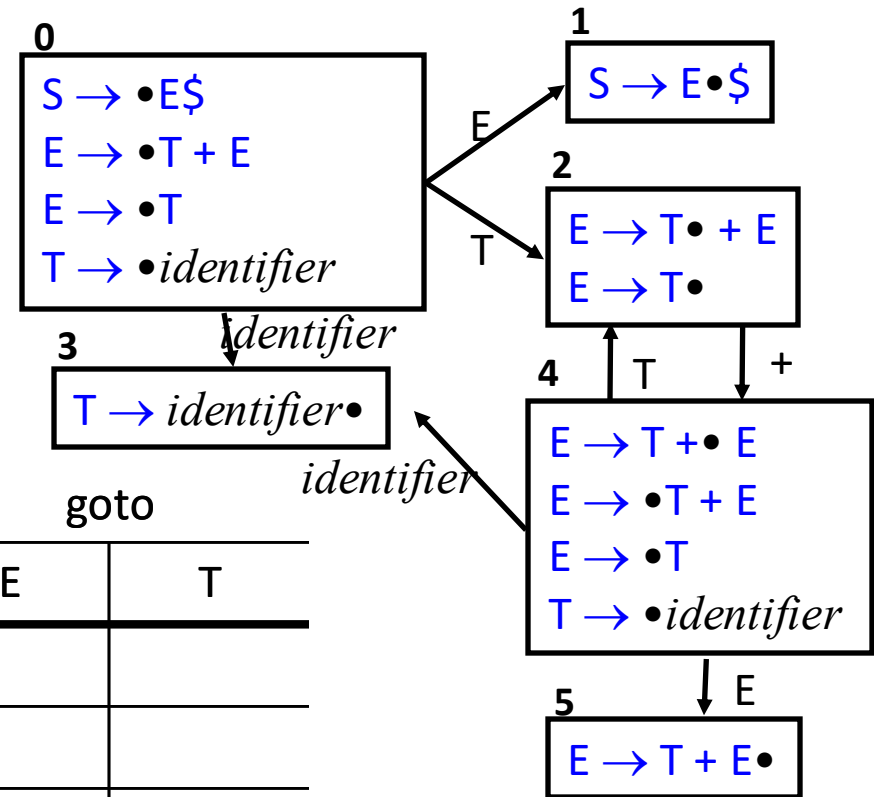 0
S → •E$
E → •T + E
E → •T
T → •identifier
E
T
identifier
1
S → E•$
2
E → T• + E
E → T•
3
T → identifier•
identifier
T
+
4
E → T +• E
E → •T + E
E → •T
T → •identifier
E
5
E → T + E•
goto
E T